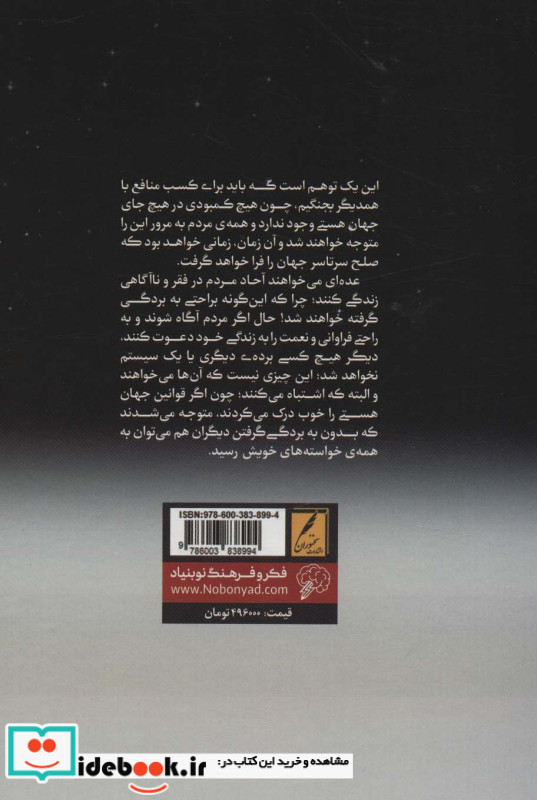 این یک توهم است که باید برای کسب منافع با
همدیگر بجنگیم، چون هیچ کمبودی در هیچ جای
جهان هستی وجود ندارد و همه‌ی مردم به مرور این را
متوجه خواهند شد و آن زمان، زمانی خواهد بود که
صلح سرتاسر جهان را فرا خواهد گرفت.
عده‌ای می‌خواهند آحاد مردم در فقر و ناآگاهی
زندگی کنند؛ چرا که این‌گونه براحتی به بردگی
گرفته خواهند شد! حال اگر مردم آگاه شوند و به
راحتی فراوانی و نعمت را به زندگی خود دعوت کنند،
دیگر هیچ کسی برده‌ی دیگری یا یک سیستم
نخواهد شد؛ این چیزی نیست که آن‌ها می‌خواهند
و البته که اشتباه می‌کنند؛ چون اگر قوانین جهان
هستی را خوب درک می‌کردند، متوجه می‌شدند
که بدون به بردگی‌گرفتن دیگران هم می‌توان به
همه‌ی خواسته‌های خویش رسید.
ISBN: 978-600-383-899-4
9 786003 838994
انتشارات سخنوران
فکر و فرهنگ نوبنیاد
www.Nobonyad.com
قیمت: ۴۹۶۰۰۰ تومان
مشاهده و خرید این کتاب در:
idebook.ir